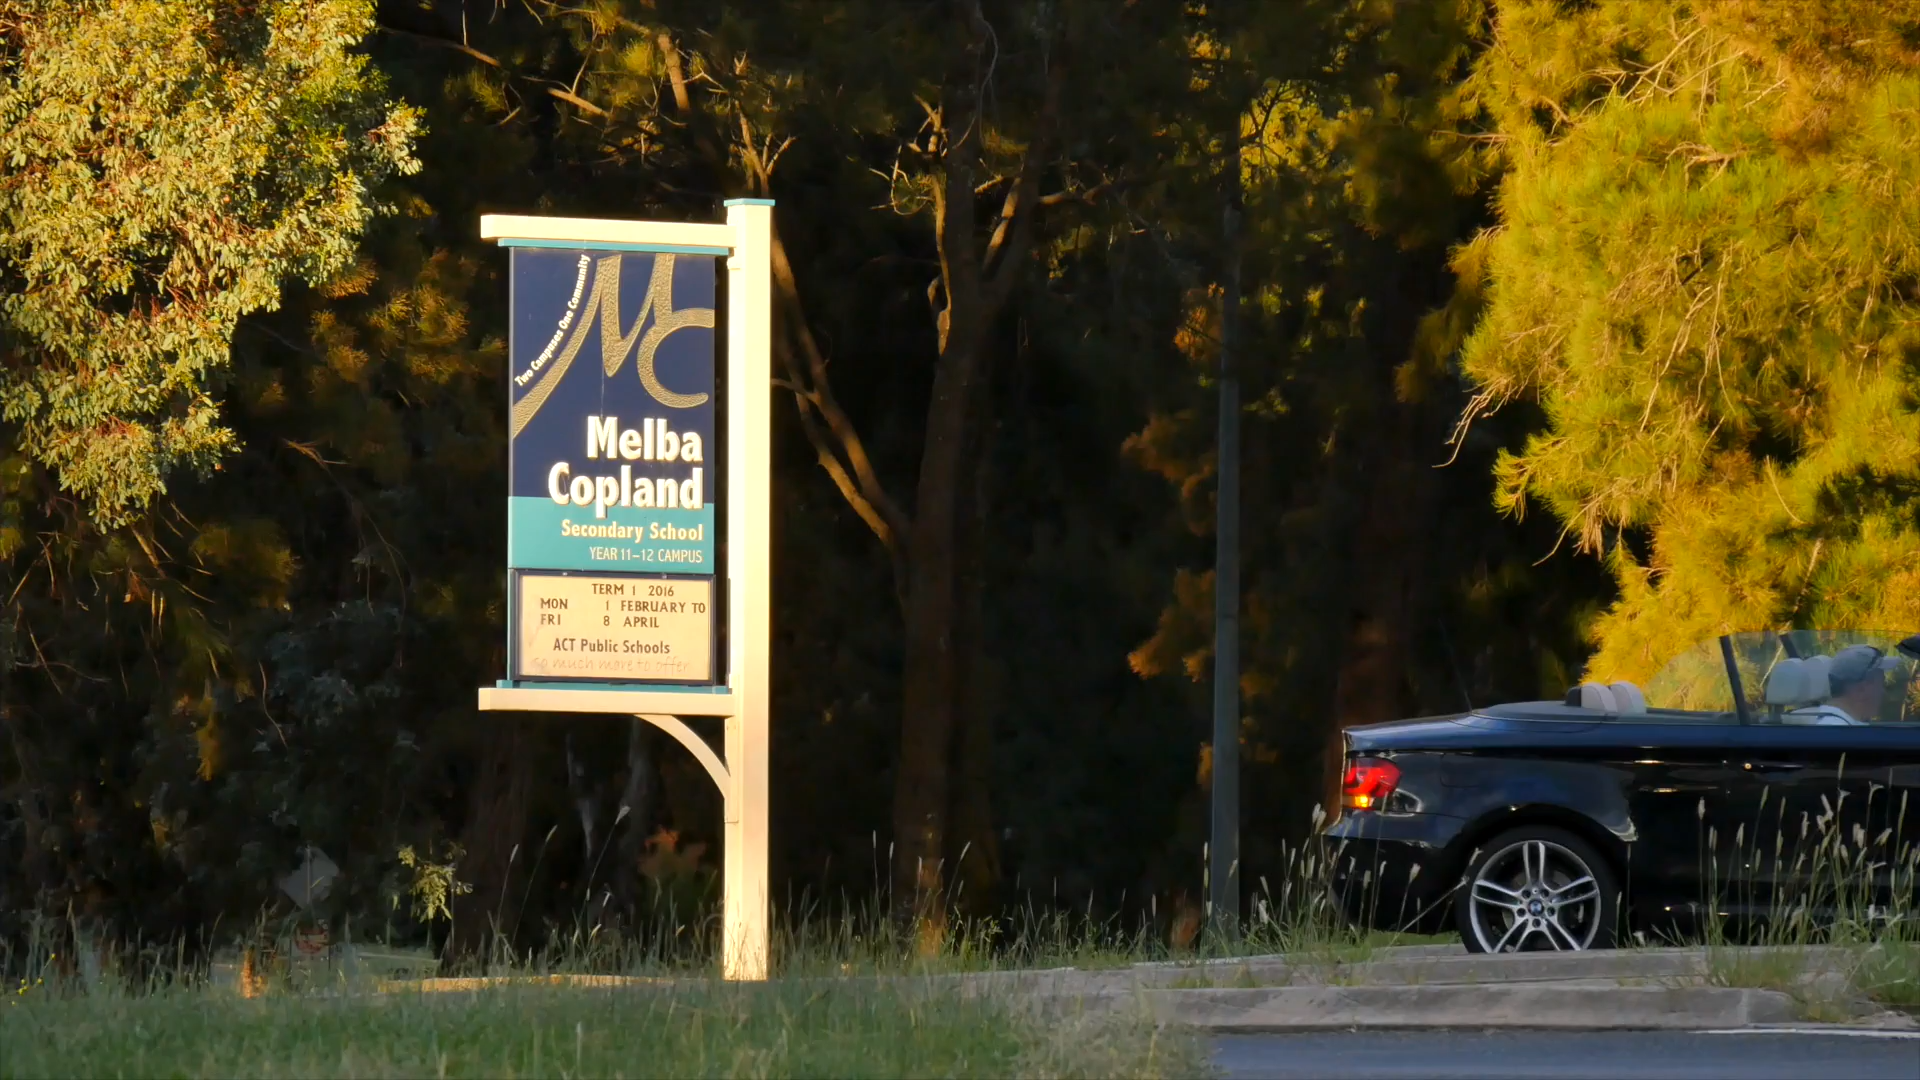 Two Campuses One Community
MC
Melba
Copland
Secondary School
YEAR 11-12 CAMPUS
TERM 1 2016
MON 1 FEBRUARY TO
FRI 8 APRIL
ACT Public Schools
so much more to offer